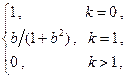 1, k = 0,
b/(1+b²), k = 1,
0, k > 1,